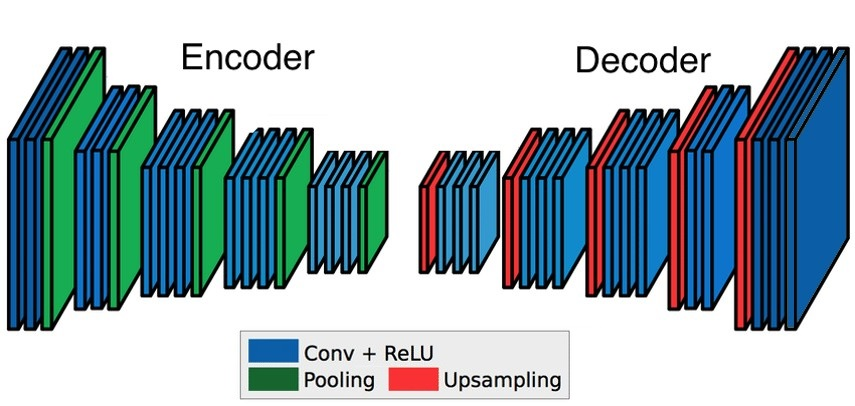 Encoder
Decoder
Conv + ReLU
Pooling
Upsampling